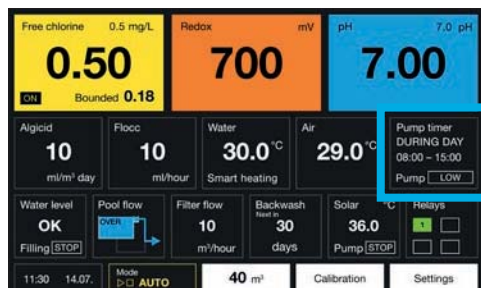 Free chlorine 0.5 mg/L
0.50
ON Bounded 0.18
Redox mV
700
pH 7.0 pH
7.00
Algicid
10
ml/m³ day
Flocc
10
ml/hour
Water
30.0 °C
Smart heating
Air
29.0 °C
Pump timer
DURING DAY
08:00 – 15:00
Pump LOW
Water level
OK
Filling STOP
Pool flow
OVER
Filter flow
10
m³/hour
Backwash
Next in
30
days
Solar °C
36.0
Pump STOP
Relays
1
11:30 14.07.
Mode
AUTO
40 m³
Calibration
Settings